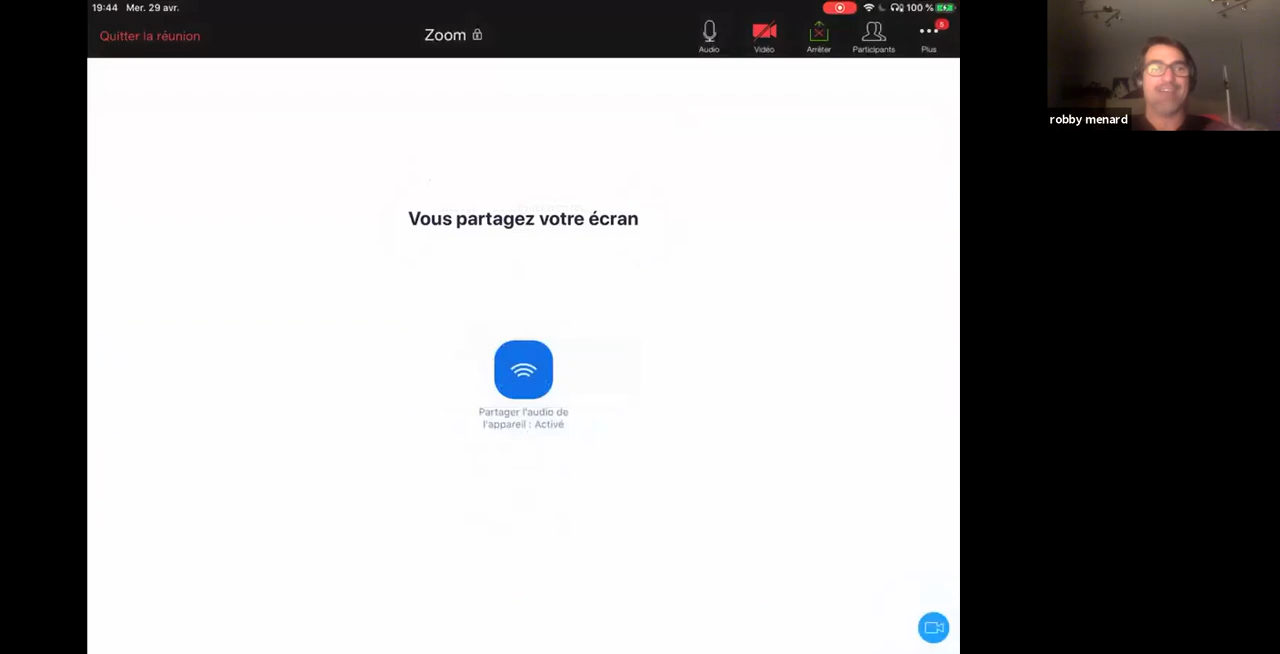 19:44 Mer. 29 avr.
100 %
Quitter la réunion
Zoom
Audio
Vidéo
Arrêter
Participants
5
Plus
robby menard
Vous partagez votre écran
Partager l'audio de
l'appareil : Activé